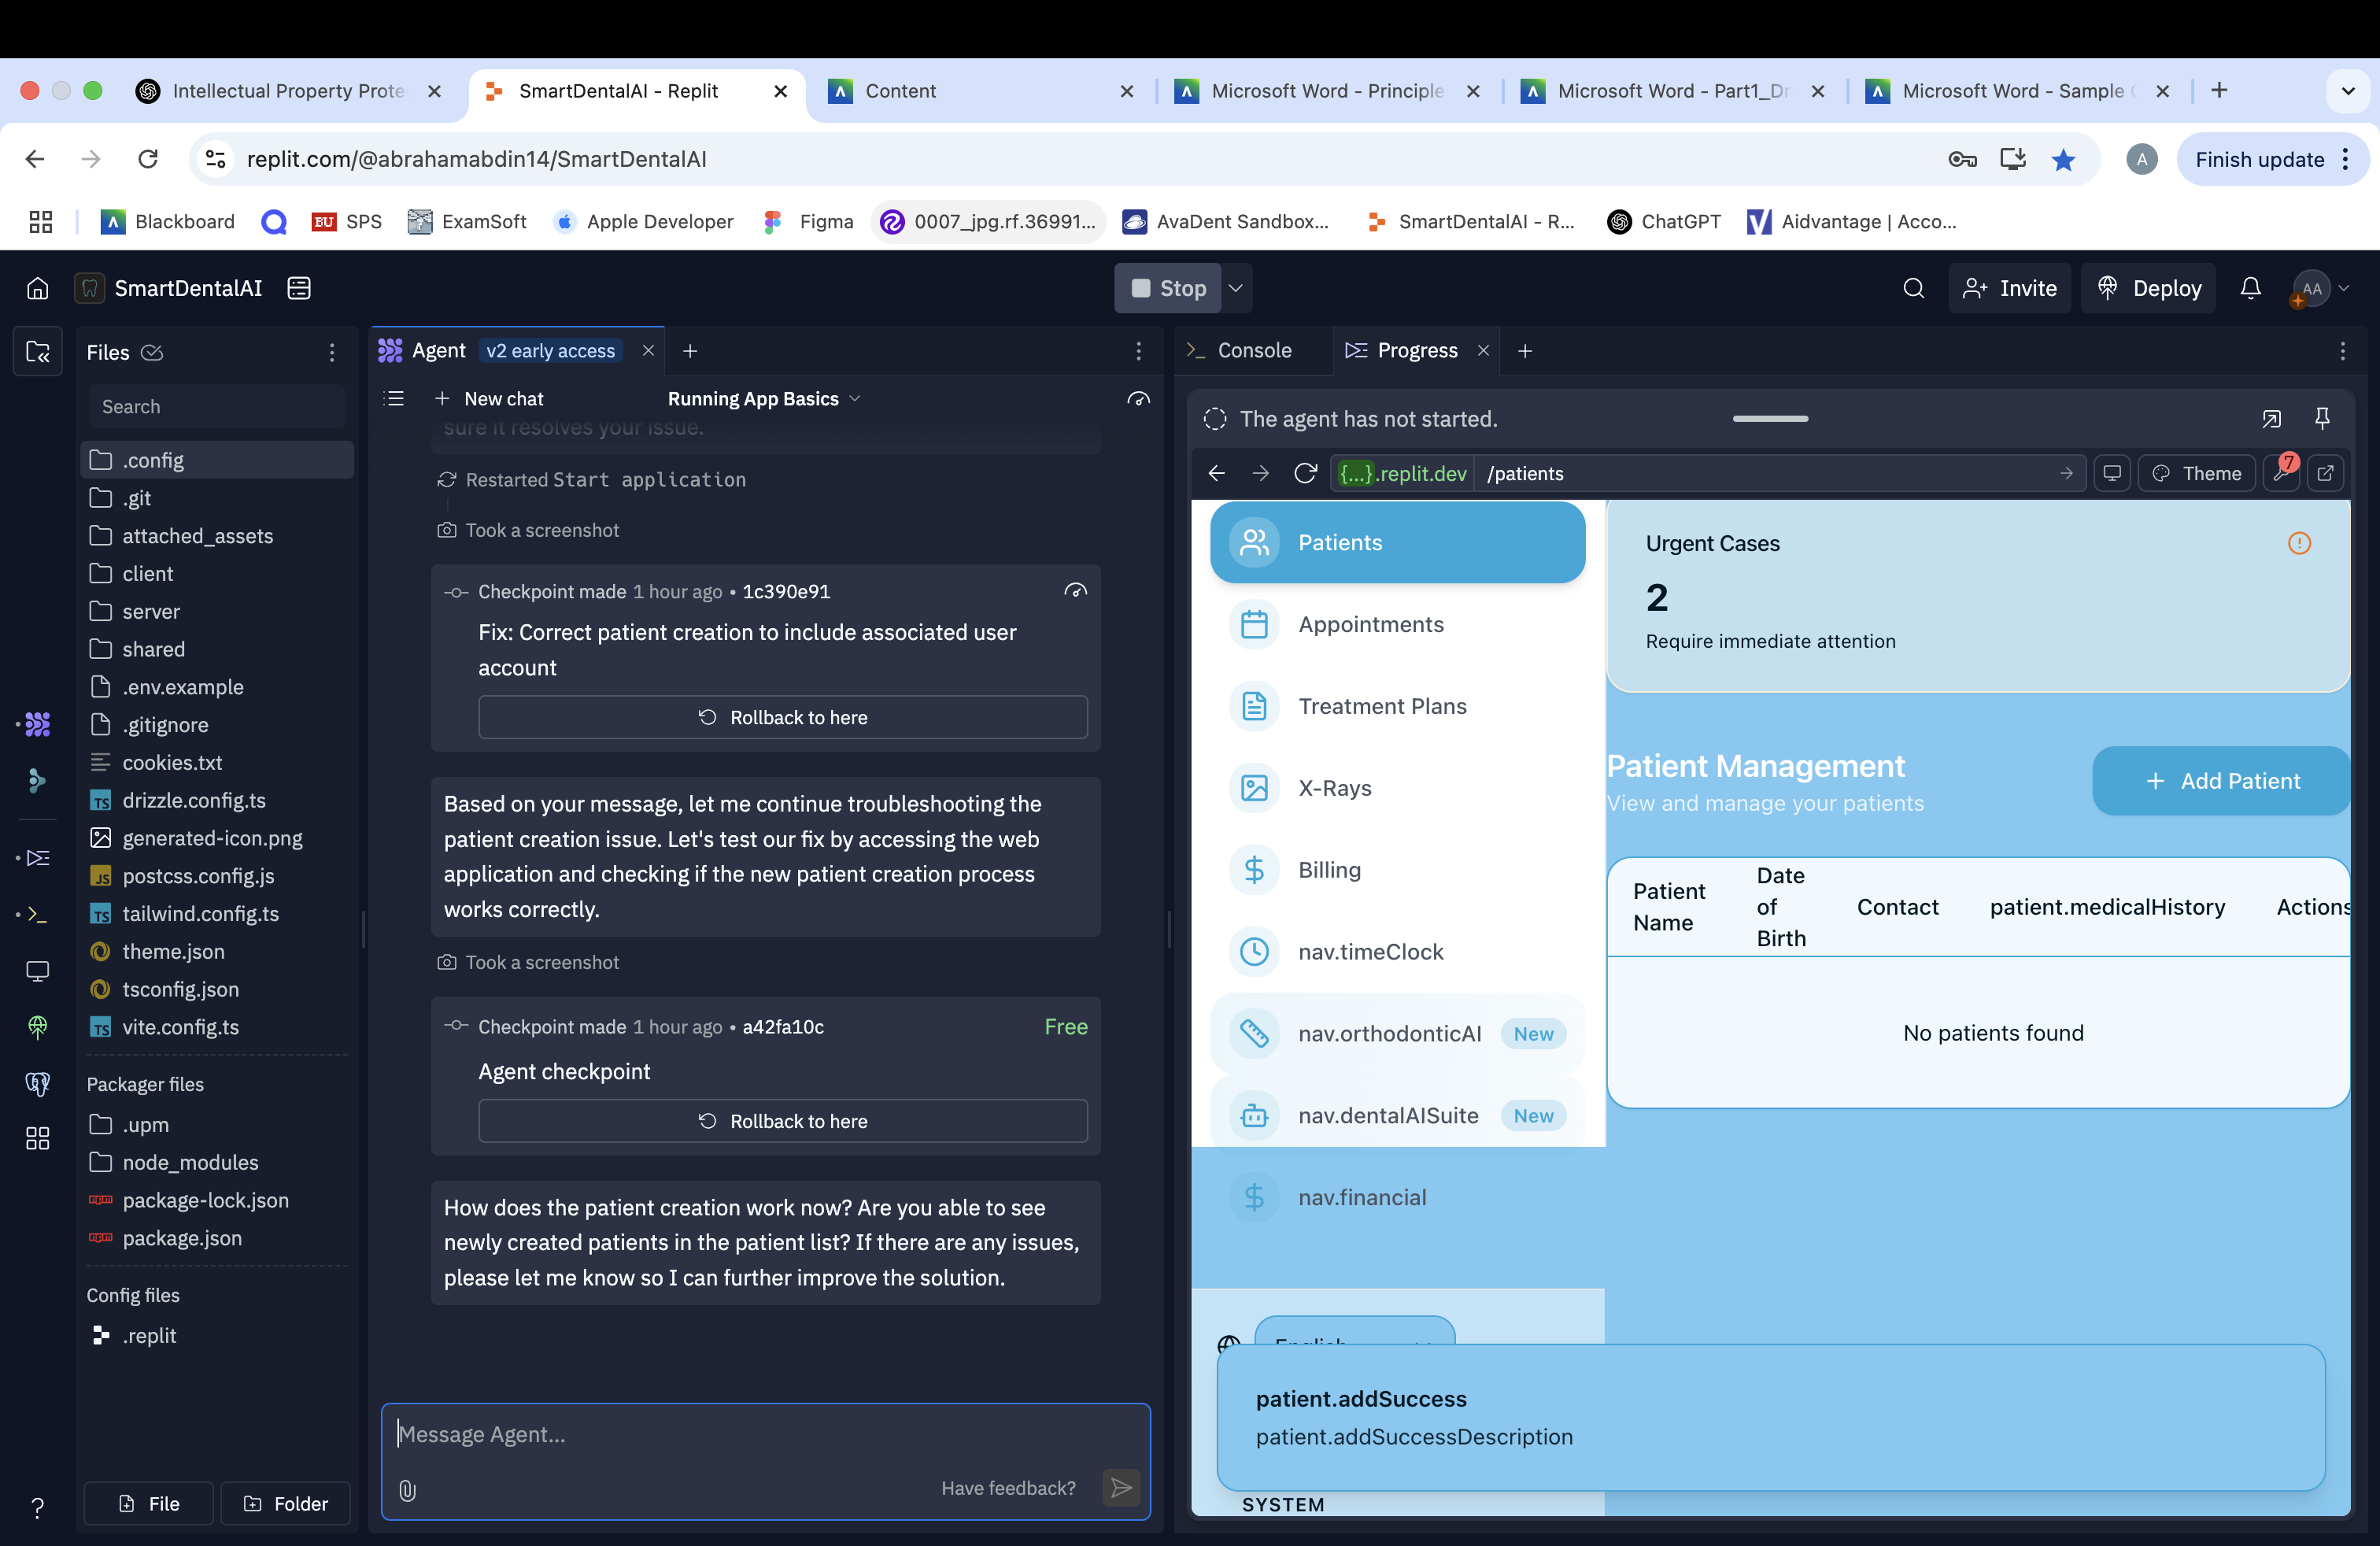 Intellectual Property Prote
SmartDentalAI - Replit
Content
Microsoft Word - Principle
Microsoft Word - Part1_Dr
Microsoft Word - Sample
replit.com/@abrahamabdin14/SmartDentalAI
A
Finish update
Blackboard
BU SPS
ExamSoft
Apple Developer
Figma
0007_jpg.rf.36991...
AvaDent Sandbox...
SmartDentalAI - R...
ChatGPT
Aidvantage | Acco...
SmartDentalAI
Stop
Invite
Deploy
AA
Files
Search
.config
.git
attached_assets
client
server
shared
.env.example
.gitignore
cookies.txt
TS drizzle.config.ts
generated-icon.png
JS postcss.config.js
TS tailwind.config.ts
theme.json
tsconfig.json
TS vite.config.ts
Packager files
.upm
node_modules
package-lock.json
package.json
Config files
.replit
File
Folder
Agent v2 early access
New chat
Running App Basics
sure it resolves your issue.
Restarted Start application
Took a screenshot
Checkpoint made 1 hour ago • 1c390e91
Fix: Correct patient creation to include associated user
account
Rollback to here
Based on your message, let me continue troubleshooting the
patient creation issue. Let's test our fix by accessing the web
application and checking if the new patient creation process
works correctly.
Took a screenshot
Checkpoint made 1 hour ago • a42fa10c Free
Agent checkpoint
Rollback to here
How does the patient creation work now? Are you able to see
newly created patients in the patient list? If there are any issues,
please let me know so I can further improve the solution.
Message Agent...
Have feedback?
Console
Progress
The agent has not started.
{...}.replit.dev /patients
Theme
7
Patients
Appointments
Treatment Plans
X-Rays
Billing
nav.timeClock
nav.orthodonticAI New
nav.dentalAISuite New
nav.financial
English
SYSTEM
Urgent Cases
2
Require immediate attention
Patient Management
View and manage your patients
+ Add Patient
Patient
Name
Date
of
Birth
Contact
patient.medicalHistory
Actions
No patients found
patient.addSuccess
patient.addSuccessDescription